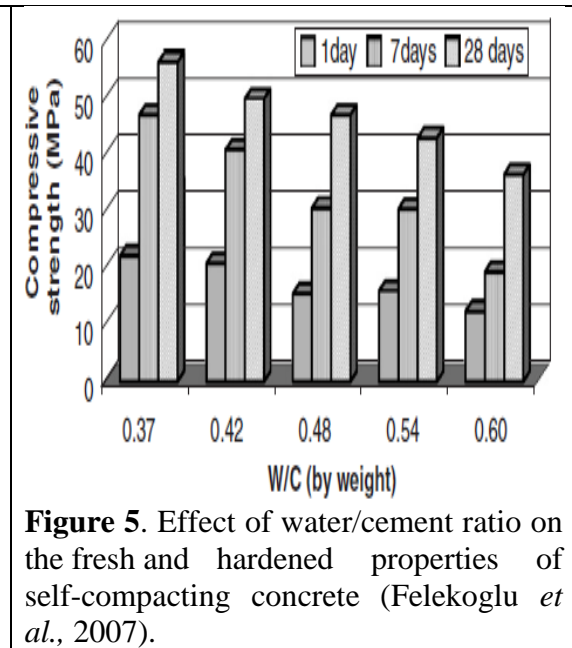 1day 7days 28 days
Compressive
strength (MPa)
60
50
40
30
20
10
0
0.37 0.42 0.48 0.54 0.60
W/C (by weight)
Figure 5. Effect of water/cement ratio on
the fresh and hardened properties of
self-compacting concrete (Felekoglu et
al., 2007).